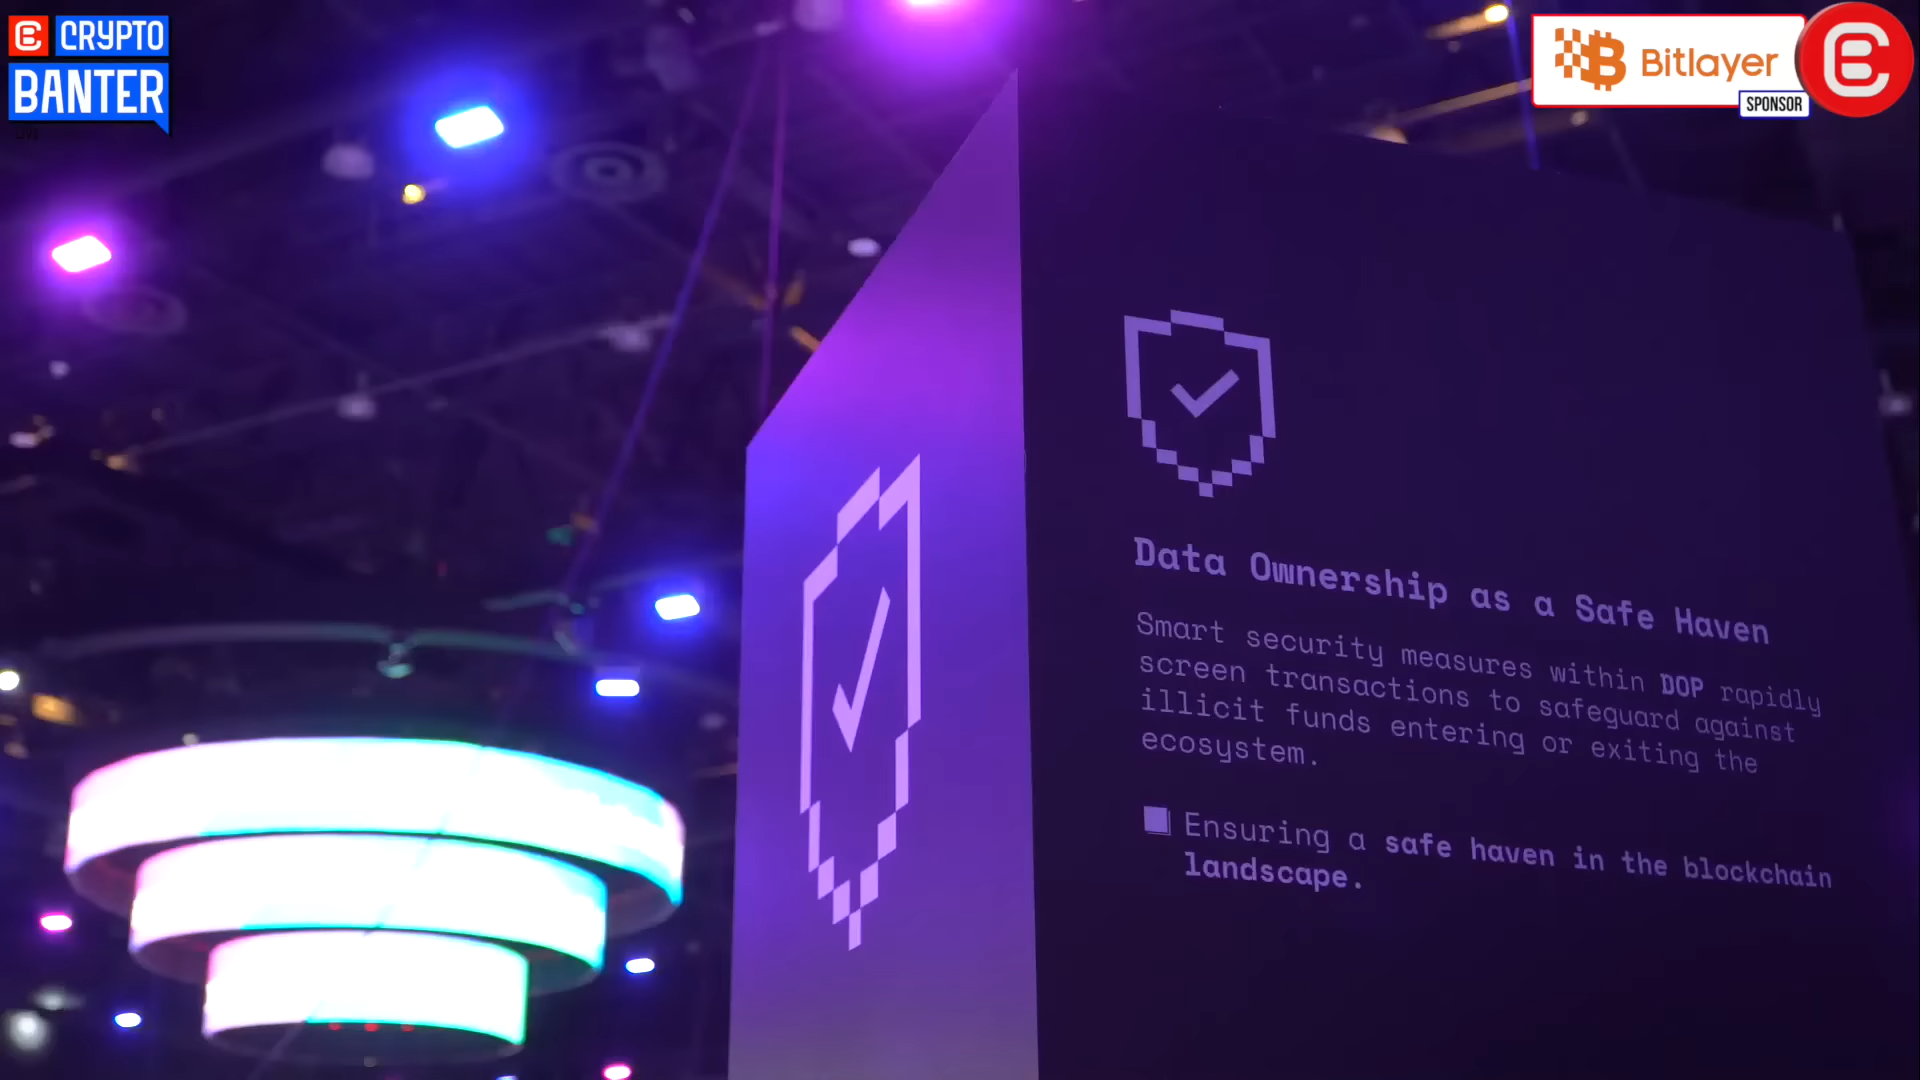 CRYPTO
BANTER
LIVE
Bitlayer
SPONSOR
Data Ownership as a Safe Haven
Smart security measures within DOP rapidly
screen transactions to safeguard against
illicit funds entering or exiting the
ecosystem.
Ensuring a safe haven in the blockchain
landscape.